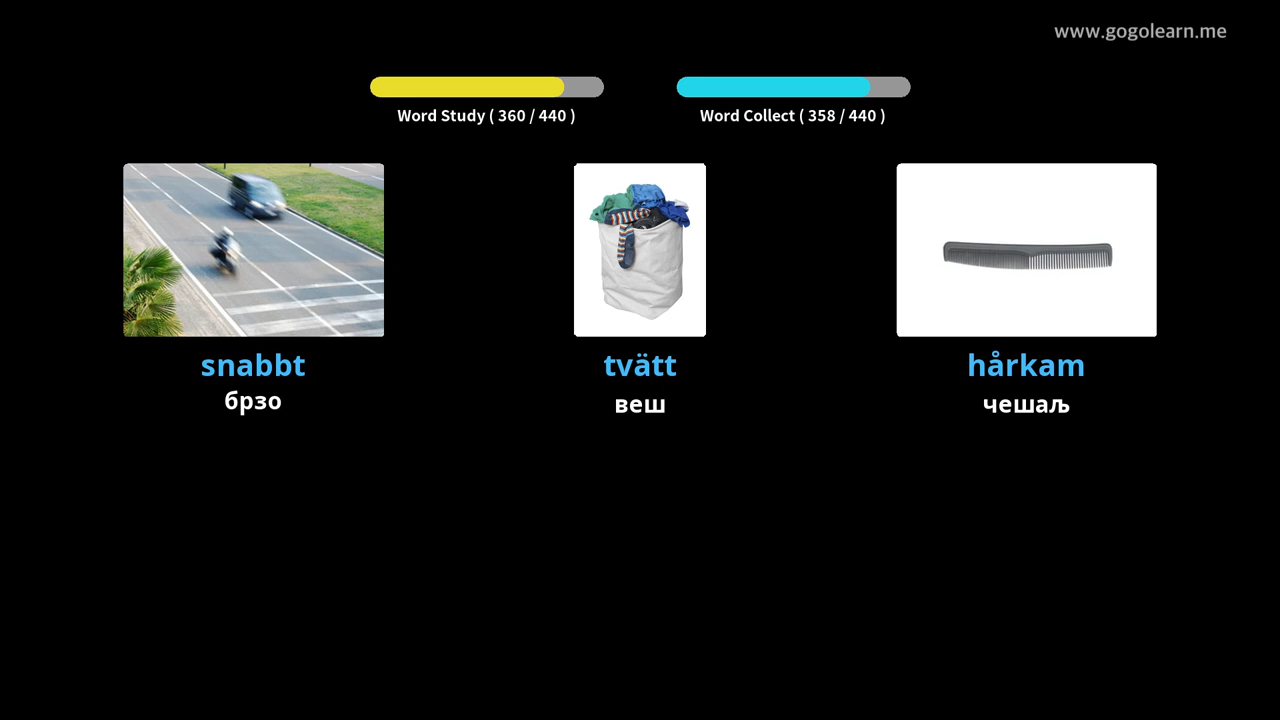 www.gogolearn.me
Word Study ( 360 / 440 )
Word Collect ( 358 / 440 )
snabbt
брзо
tvätt
веш
hårkam
чешаљ